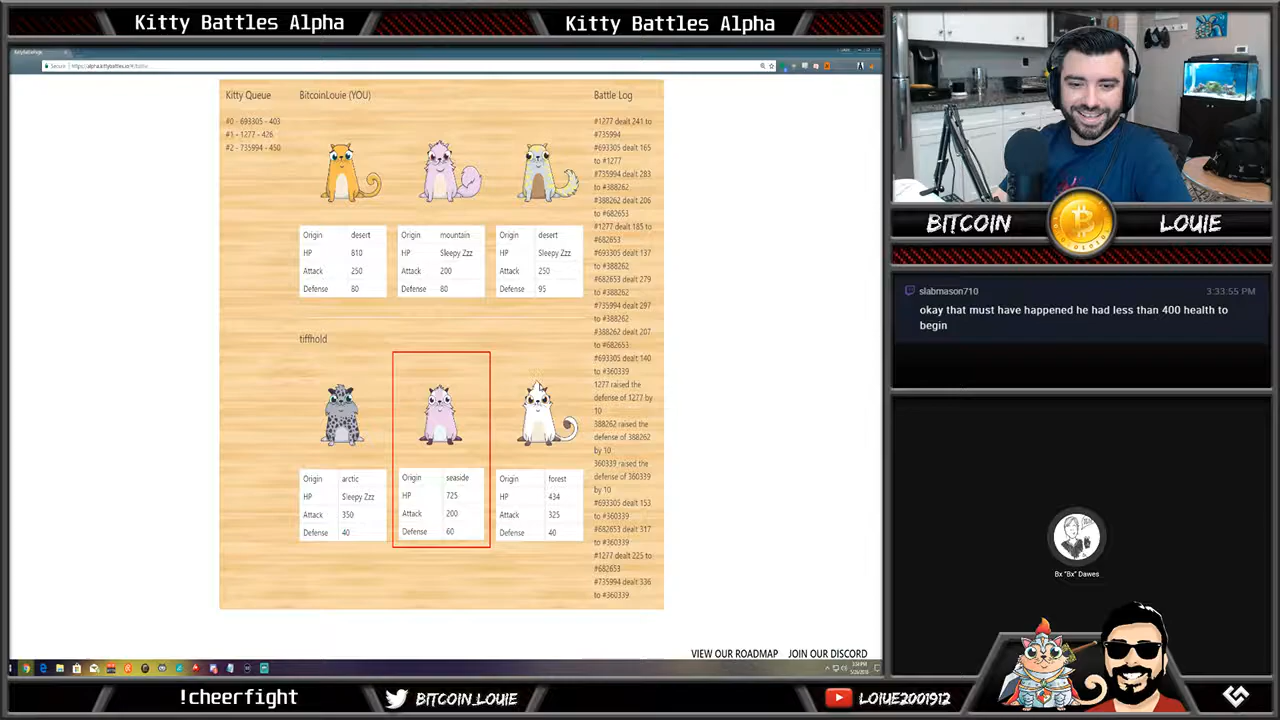 Kitty Battles Alpha
Kitty Battles Alpha
Secure
Kitty Queue
#0 - 693305 - 403
#1 - 1277 - 426
#2 - 735994 - 450
BitcoinLouie (YOU)
Origin desert
HP 810
Attack 250
Defense 80
Origin mountain
HP Sleepy Zzz
Attack 200
Defense 80
Origin desert
HP Sleepy Zzz
Attack 250
Defense 95
tiffhold
Origin arctic
HP Sleepy Zzz
Attack 350
Defense 40
Origin seaside
HP 725
Attack 200
Defense 60
Origin forest
HP 434
Attack 325
Defense 40
Battle Log
#1277 dealt 241 to
#735994
#693305 dealt 165
to #1277
#735994 dealt 283
to #388262
#388262 dealt 206
to #682653
#1277 dealt 185 to
#682653
#693305 dealt 137
to #388262
#682653 dealt 279
to #388262
#735994 dealt 297
to #388262
#388262 dealt 207
to #682653
#693305 dealt 140
to #360339
1277 raised the
defense of 1277 by
10
388262 raised the
defense of 388262
by 10
360339 raised the
defense of 360339
by 10
#693305 dealt 153
to #360339
#682653 dealt 317
to #360339
#1277 dealt 225 to
#682653
#735994 dealt 336
to #360339
VIEW OUR ROADMAP JOIN OUR DISCORD
BITCOIN LOUIE
slabmason710 3:33:55 PM
okay that must have happened he had less than 400 health to
begin
Bx "Bx" Dawes
!cheerfight
BITCOIN_LOUIE
LOIUE2001912